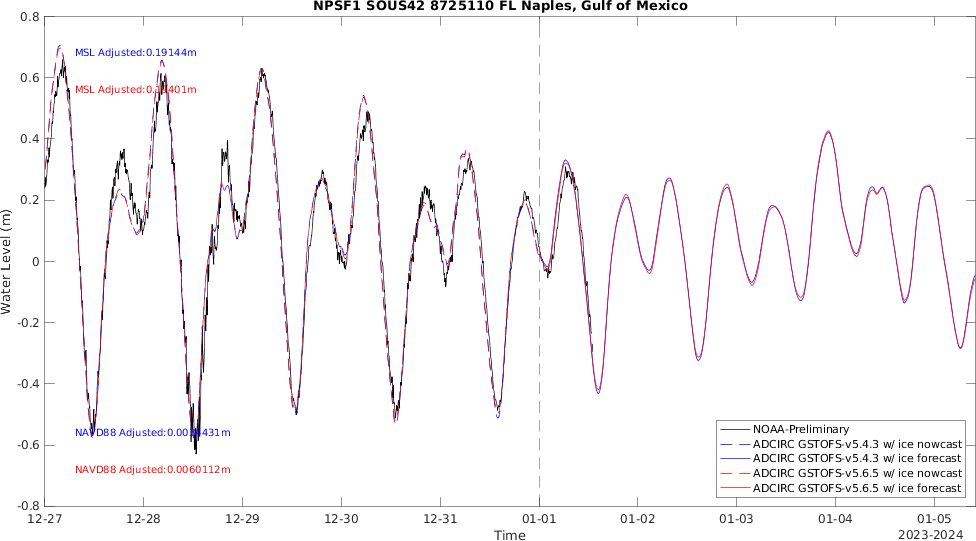 NPSF1 SOUS42 8725110 FL Naples, Gulf of Mexico
0.8
0.6
0.4
0.2
0
-0.2
-0.4
-0.6
-0.8
Water Level (m)
MSL Adjusted:0.19144m
MSL Adjusted:
NAVD88
NAVD88 Adjusted:0.0060112m
NOAA-Preliminary
ADCIRC GSTOFS-v5.4.3 w/ ice nowcast
ADCIRC GSTOFS-v5.4.3 w/ ice forecast
ADCIRC GSTOFS-v5.6.5 w/ ice nowcast
ADCIRC GSTOFS-v5.6.5 w/ ice forecast
12-27 12-28 12-29 12-30 12-31 01-01 01-02 01-03 01-04 01-05
Time
2023-2024